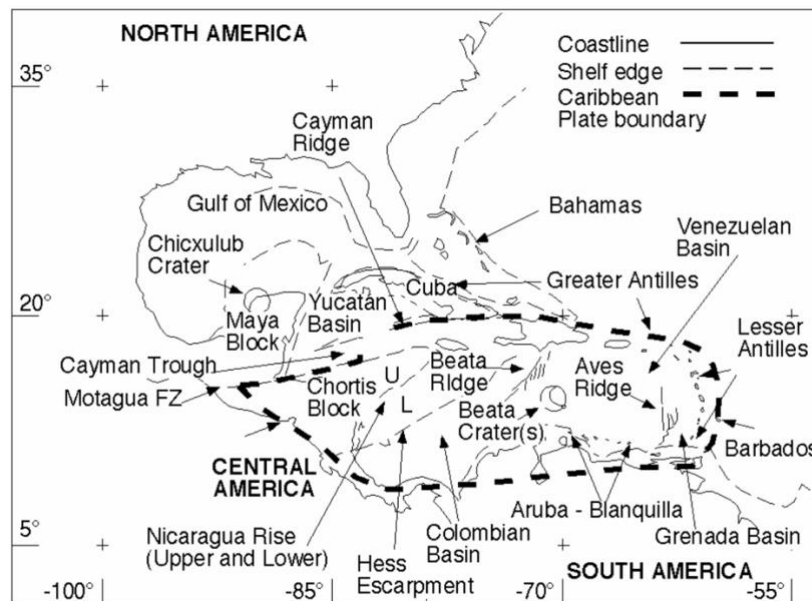 NORTH AMERICA
Coastline
Shelf edge
Caribbean
Plate boundary
35°
Cayman
Ridge
Gulf of Mexico
Bahamas
Venezuelan
Basin
Chicxulub
Crater
Cuba
Greater Antilles
20°
Yucatan
Basin
Maya
Block
Lesser
Antilles
Cayman Trough
U
Beata
RIdge
Aves
Ridge
Motagua FZ
Chortis
Block
L
Beata
Crater(s)
Barbados
CENTRAL
AMERICA
Aruba - Blanquilla
Nicaragua Rise
(Upper and Lower)
Colombian
Basin
Grenada Basin
5°
Hess
Escarpment
SOUTH AMERICA
-100°
-85°
-70°
-55°